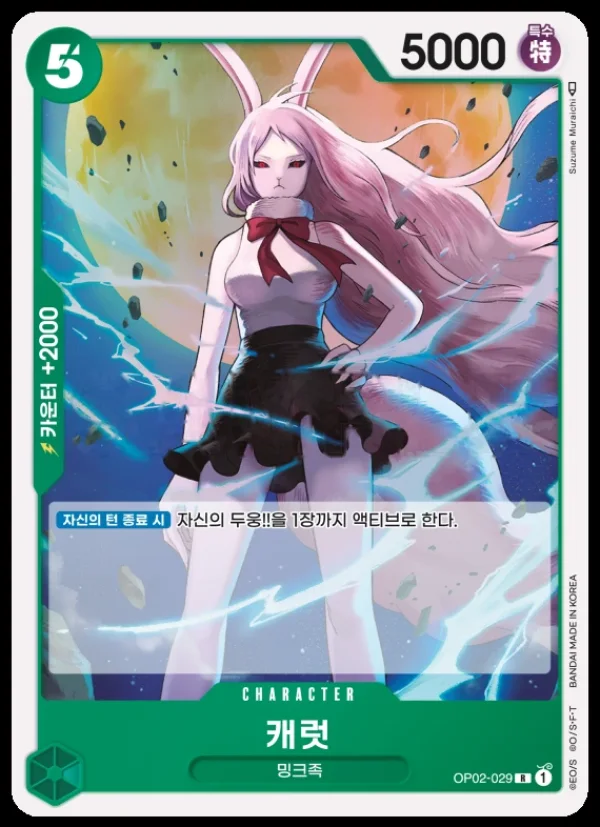 5
5000
특수
特
Suzume Muraichi
카운터 +2000
자신의 턴 종료 시 자신의 두웅!!을 1장까지 액티브로 한다.
CHARACTER
캐럿
밍크족
OP02-029 R 1
©E.O/S ©O/S・F・T BANDAI MADE IN KOREA